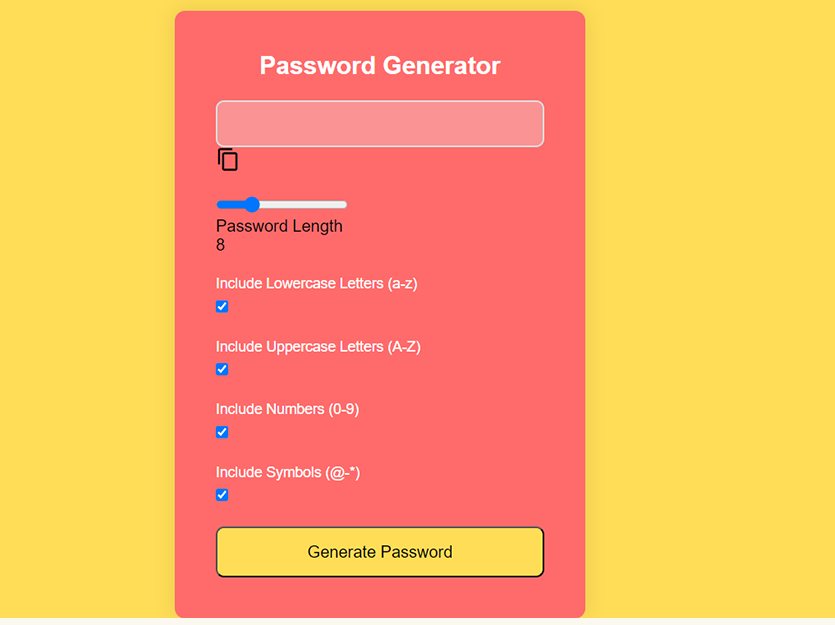 Password Generator
Password Length
8
Include Lowercase Letters (a-z)
Include Uppercase Letters (A-Z)
Include Numbers (0-9)
Include Symbols (@-*)
Generate Password